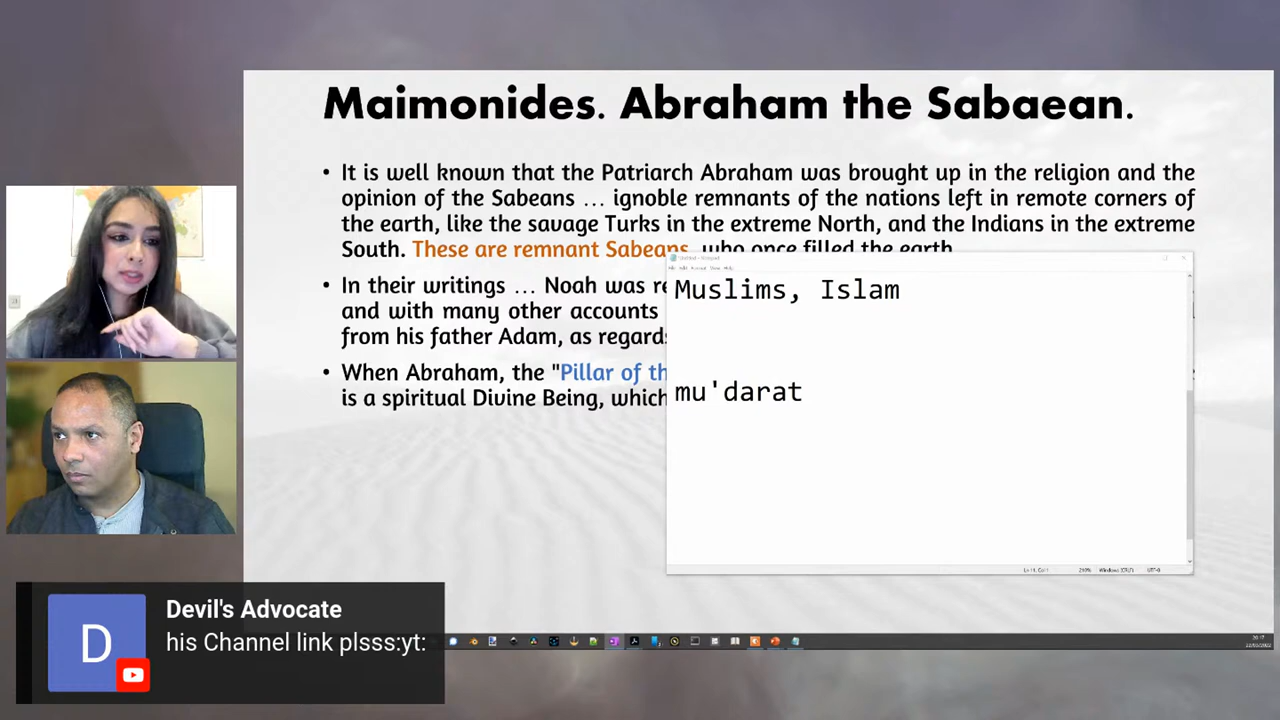 Maimonides. Abraham the Sabaean.
• It is well known that the Patriarch Abraham was brought up in the religion and the
opinion of the Sabeans … ignoble remnants of the nations left in remote corners of
the earth, like the savage Turks in the extreme North, and the Indians in the extreme
South. These are remnant Sabeans, who once filled the earth.
• In their writings … Noah was
and with many other accounts
from his father Adam, as
• When Abraham, the "Pillar of
is a spiritual Divine Being, which
Muslims, Islam
mu'darat
Devil's Advocate
his Channel link plsss:yt:
D